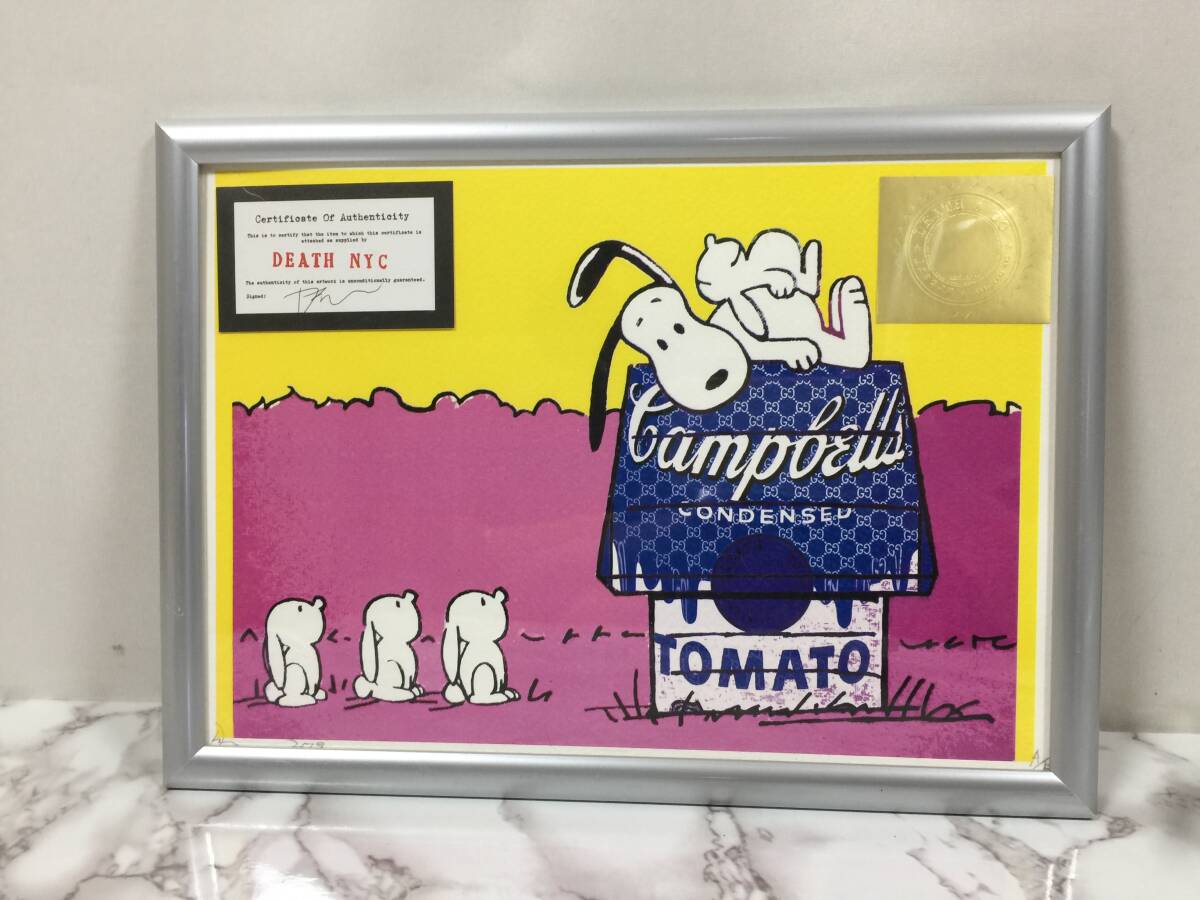 Certificate Of Authenticity
This is to certify that the item to which this certificate is
attached as supplied by
DEATH NYC
The authenticity of this artwork is unconditionally guaranteed.
Signed:
Campbell's
CONDENSED
TOMATO